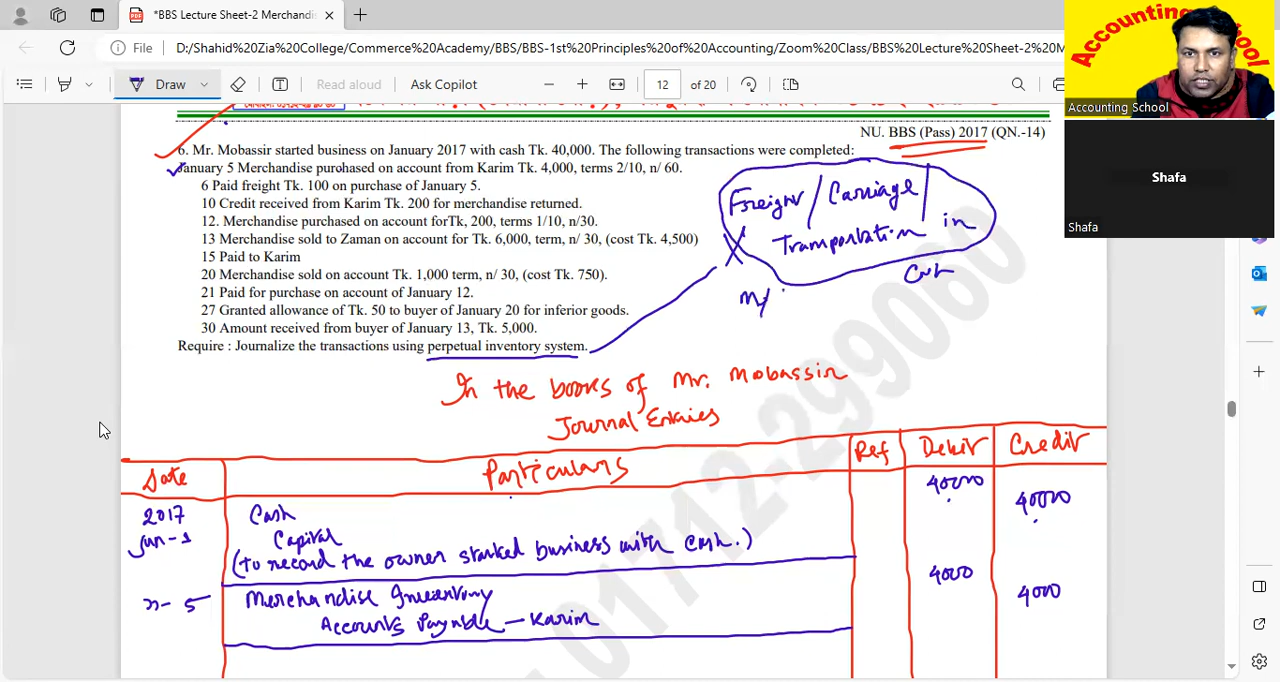 *BBS Lecture Sheet-2 Merchandi
File
D:/Shahid%20Zia%20College/Commerce%20Academy/BBS/BBS-1st%20Principles%20of%20Accounting/Zoom%20Class/BBS%20Lecture%20Sheet-2%20M
Draw
Read aloud
Ask Copilot
12 of 20
Accounting School
Accounting School
Shafa
Shafa
NU. BBS (Pass) 2017 (QN.-14)
6. Mr. Mobassir started business on January 2017 with cash Tk. 40,000. The following transactions were completed:
January 5 Merchandise purchased on account from Karim Tk. 4,000, terms 2/10, n/ 60.
6 Paid freight Tk. 100 on purchase of January 5.
10 Credit received from Karim Tk. 200 for merchandise returned.
12. Merchandise purchased on account forTk, 200, terms 1/10, n/30.
13 Merchandise sold to Zaman on account for Tk. 6,000, term, n/ 30, (cost Tk. 4,500)
15 Paid to Karim
20 Merchandise sold on account Tk. 1,000 term, n/ 30, (cost Tk. 750).
21 Paid for purchase on account of January 12.
27 Granted allowance of Tk. 50 to buyer of January 20 for inferior goods.
30 Amount received from buyer of January 13, Tk. 5,000.
Require : Journalize the transactions using perpetual inventory system.
Freight / Carriage /
Transportation in
Cash
M/
In the books of Mr. Mobassir
Journal Entries
Date Particulars Ref Debit Credit
2017 Cash 40000
Jan-1 Capital 40000
(to record the owner started business with cash.)
n- 5 Merchandise Inventory 4000
Accounts Payable – Karim 4000
01712-299060